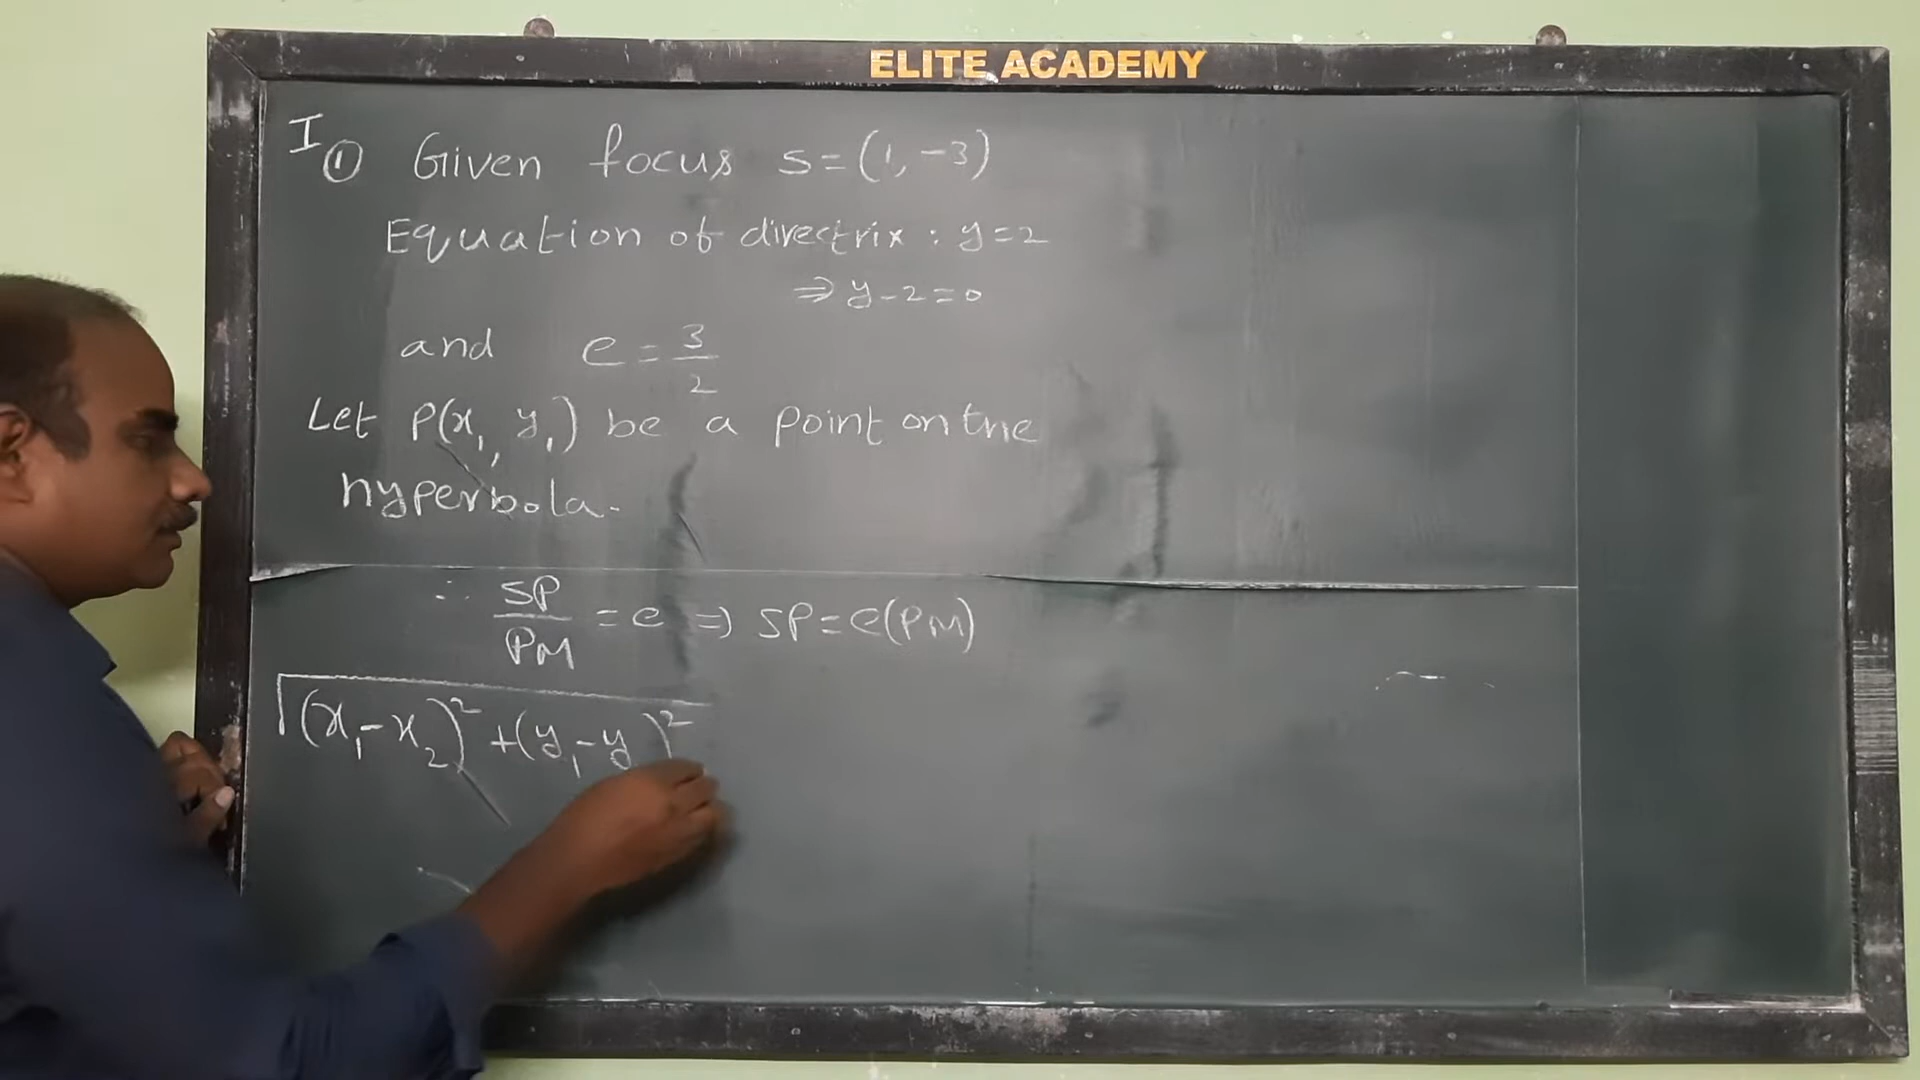 ELITE ACADEMY
I ① Given focus S=(1, -3)
Equation of directrix : y=2
⇒ y-2=0
and e = 3/2
Let P(x₁, y₁) be a point on the
hyperbola.
∴ SP/PM = e ⇒ SP=e(PM)
√(x₁-x₂)²+(y₁-y )²